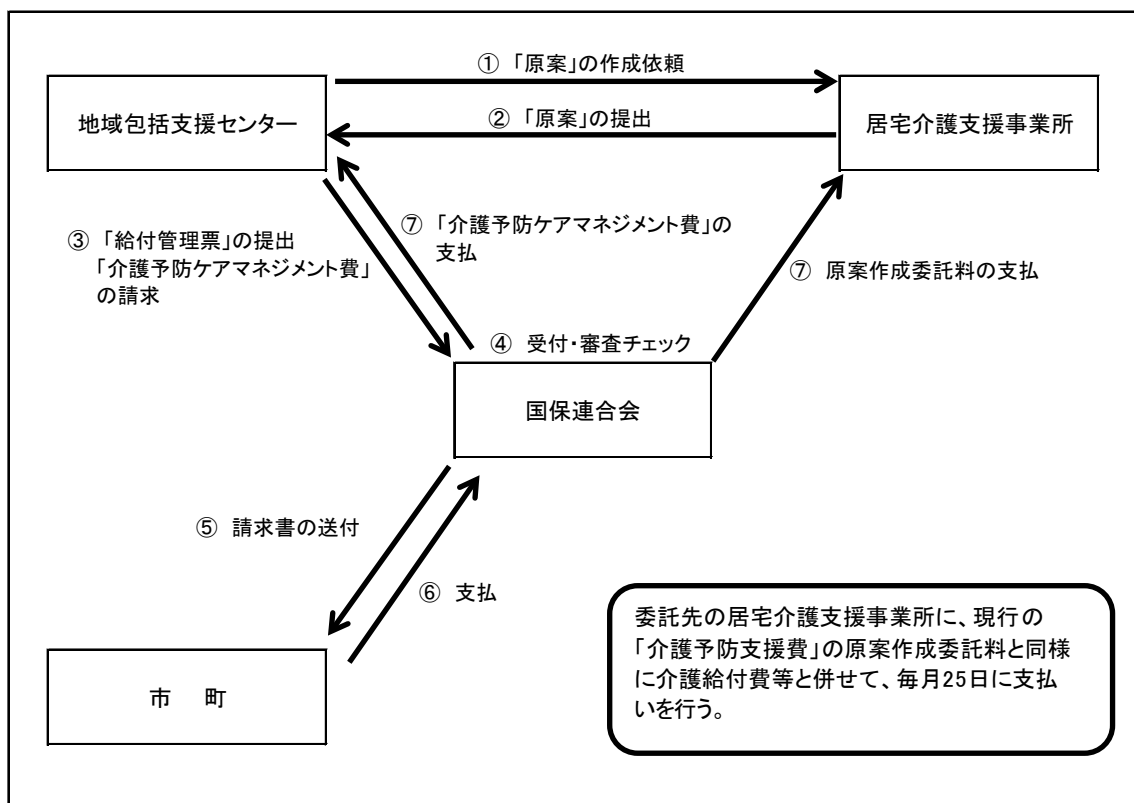 ① 「原案」の作成依頼
地域包括支援センター
② 「原案」の提出
居宅介護支援事業所
③ 「給付管理票」の提出
「介護予防ケアマネジメント費」
の請求
⑦ 「介護予防ケアマネジメント費」の
支払
⑦ 原案作成委託料の支払
④ 受付・審査チェック
国保連合会
⑤ 請求書の送付
⑥ 支払
市 町
委託先の居宅介護支援事業所に、現行の
「介護予防支援費」の原案作成委託料と同様
に介護給付費等と併せて、毎月25日に支払
いを行う。